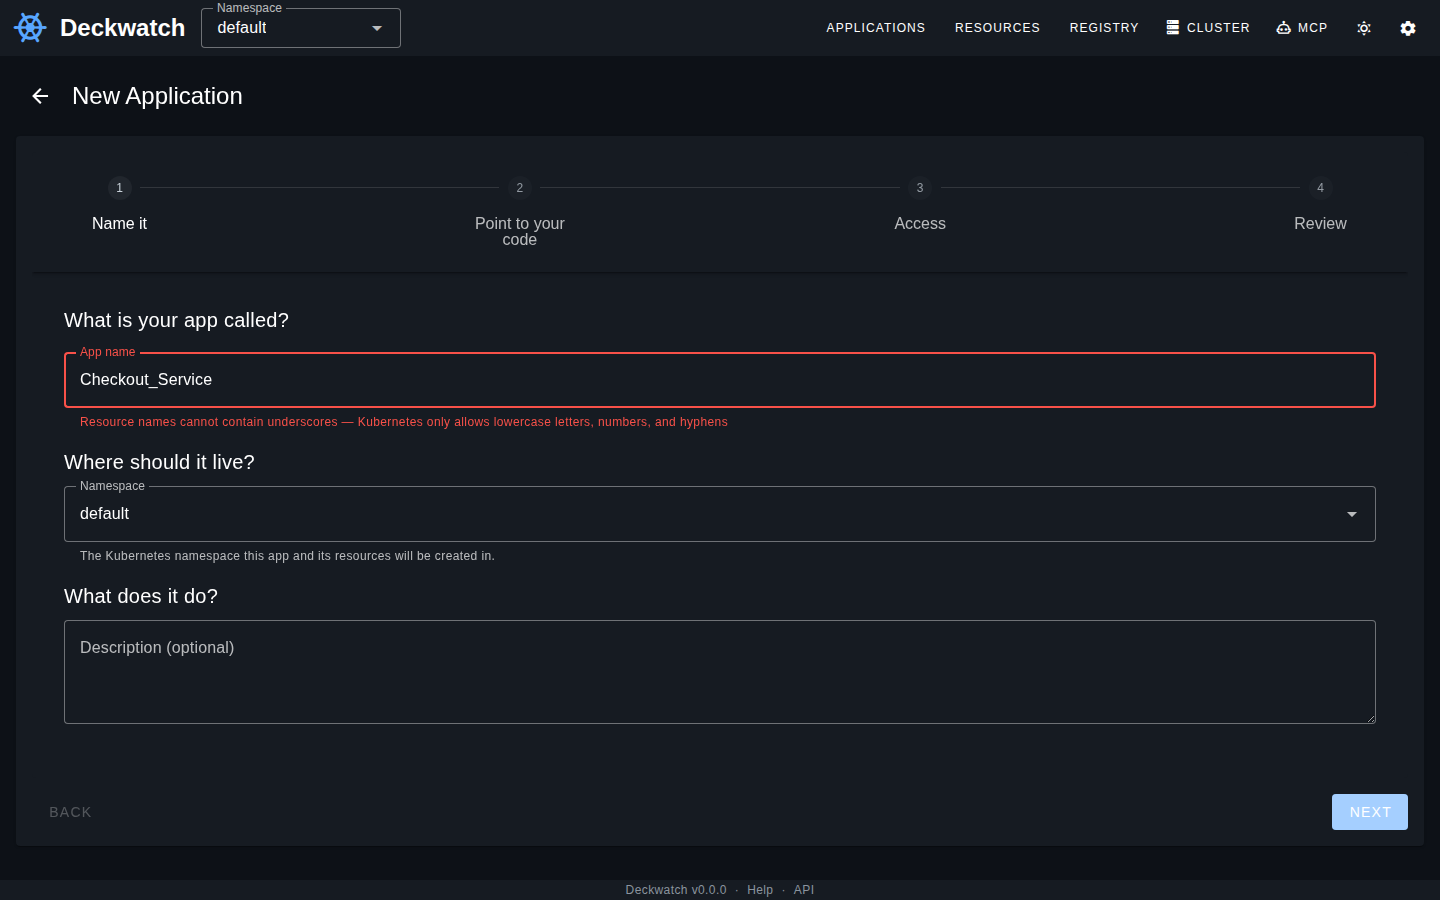 Deckwatch
Namespace
default
APPLICATIONS
RESOURCES
REGISTRY
CLUSTER
MCP
New Application
1
2
3
4
Name it
Point to your
code
Access
Review
What is your app called?
App name
Checkout_Service
Resource names cannot contain underscores — Kubernetes only allows lowercase letters, numbers, and hyphens
Where should it live?
Namespace
default
The Kubernetes namespace this app and its resources will be created in.
What does it do?
Description (optional)
BACK
NEXT
Deckwatch v0.0.0 · Help · API